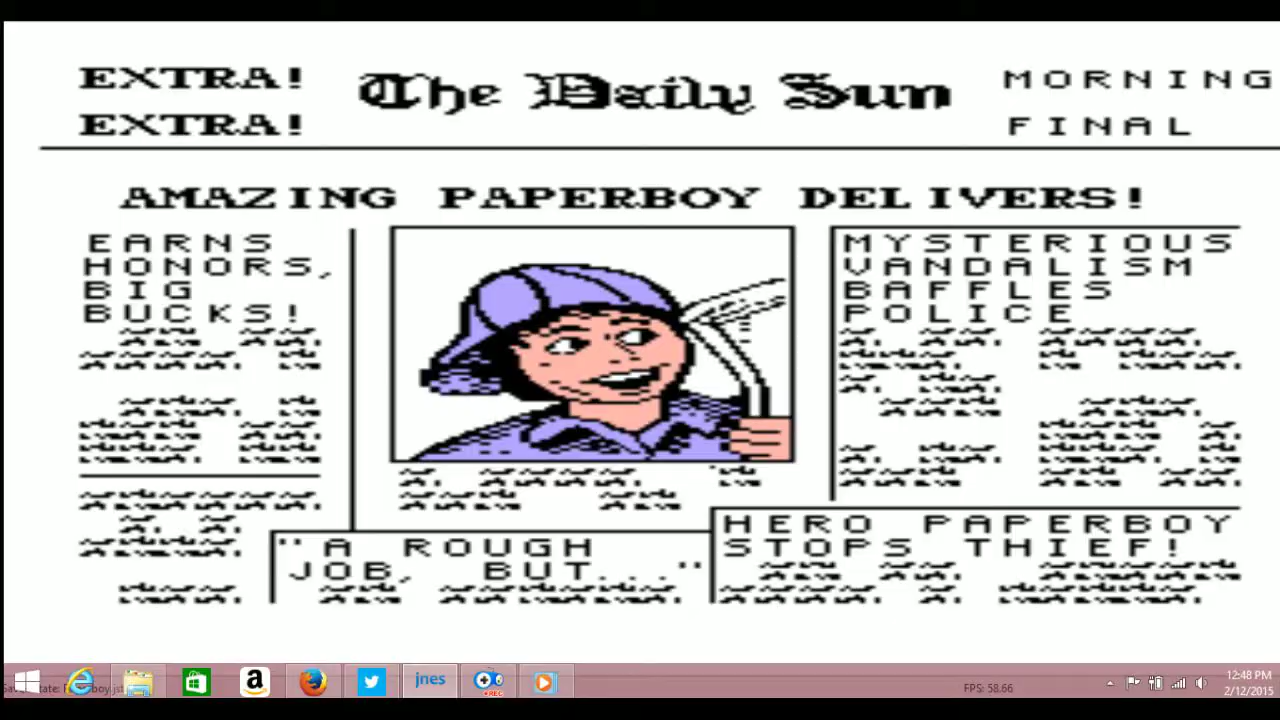 EXTRA!
EXTRA!
The Daily Sun
MORNING
FINAL
AMAZING PAPERBOY DELIVERS!
EARNS
HONORS,
BIG
BUCKS!
MYSTERIOUS
VANDALISM
BAFFLES
POLICE
"A ROUGH
JOB, BUT..."
HERO PAPERBOY
STOPS THIEF!
jnes
REC
FPS: 58.66
12:48 PM
2/12/2015